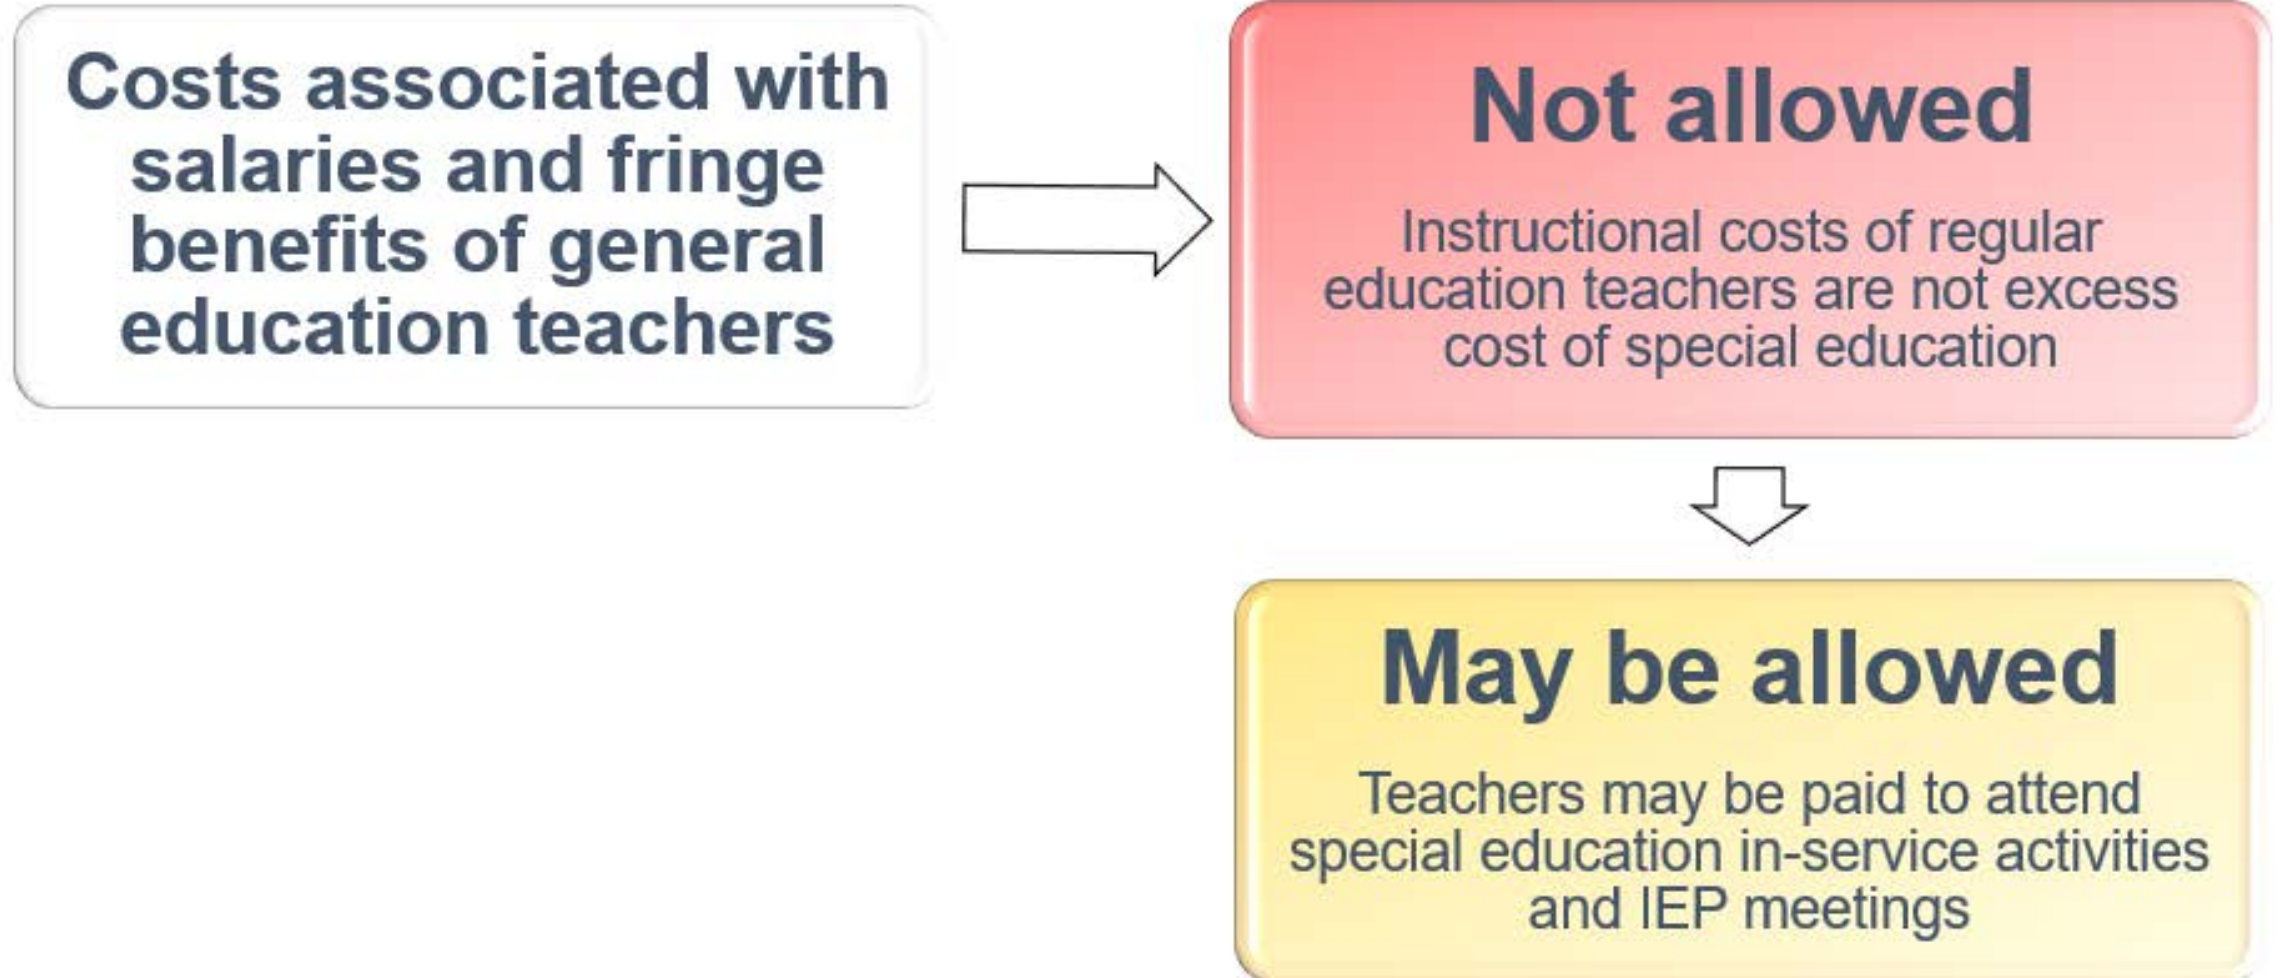 Costs associated with
salaries and fringe
benefits of general
education teachers
Not allowed
Instructional costs of regular
education teachers are not excess
cost of special education
May be allowed
Teachers may be paid to attend
special education in-service activities
and IEP meetings